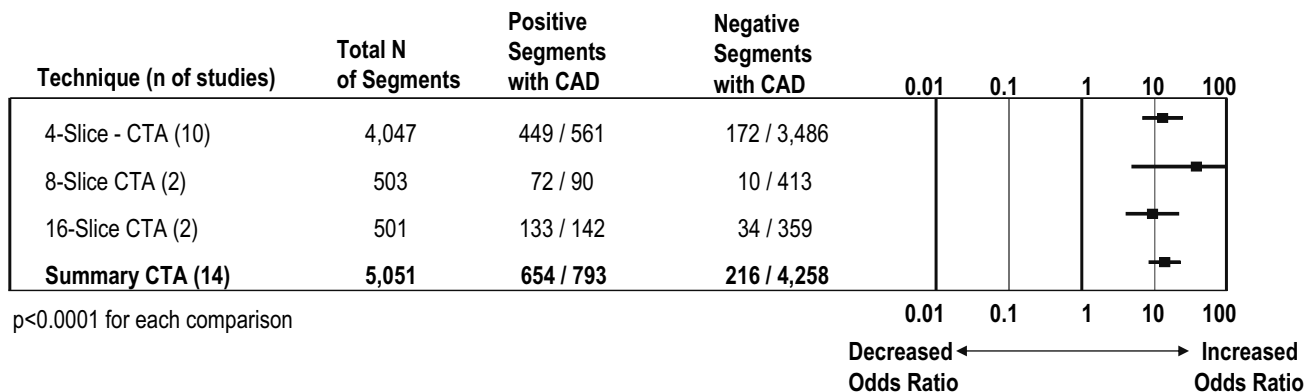 Technique (n of studies) Total N of Segments Positive Segments with CAD Negative Segments with CAD
0.01 0.1 1 10 100
4-Slice - CTA (10) 4,047 449 / 561 172 / 3,486
8-Slice CTA (2) 503 72 / 90 10 / 413
16-Slice CTA (2) 501 133 / 142 34 / 359
Summary CTA (14) 5,051 654 / 793 216 / 4,258
p<0.0001 for each comparison
0.01 0.1 1 10 100
Decreased Odds Ratio Increased Odds Ratio